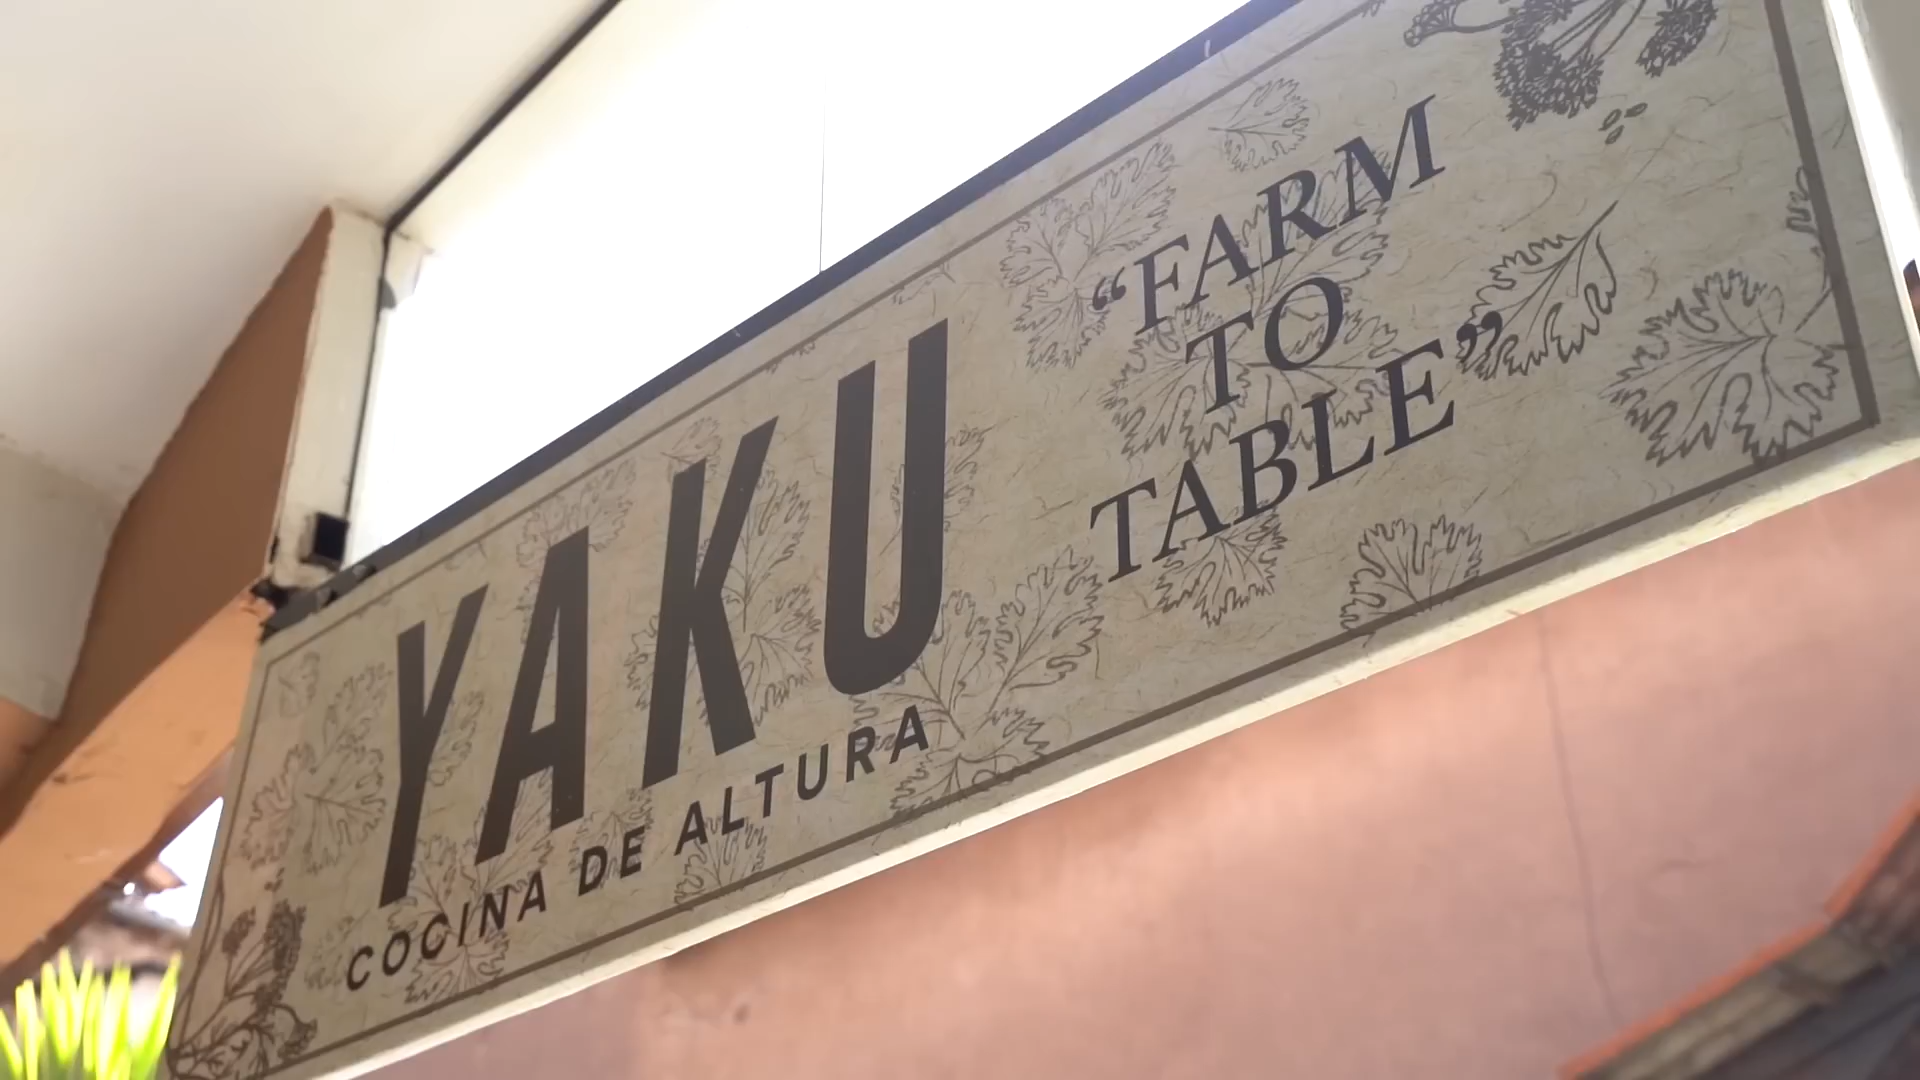 YAKU
COCINA DE ALTURA
“FARM
TO
TABLE”